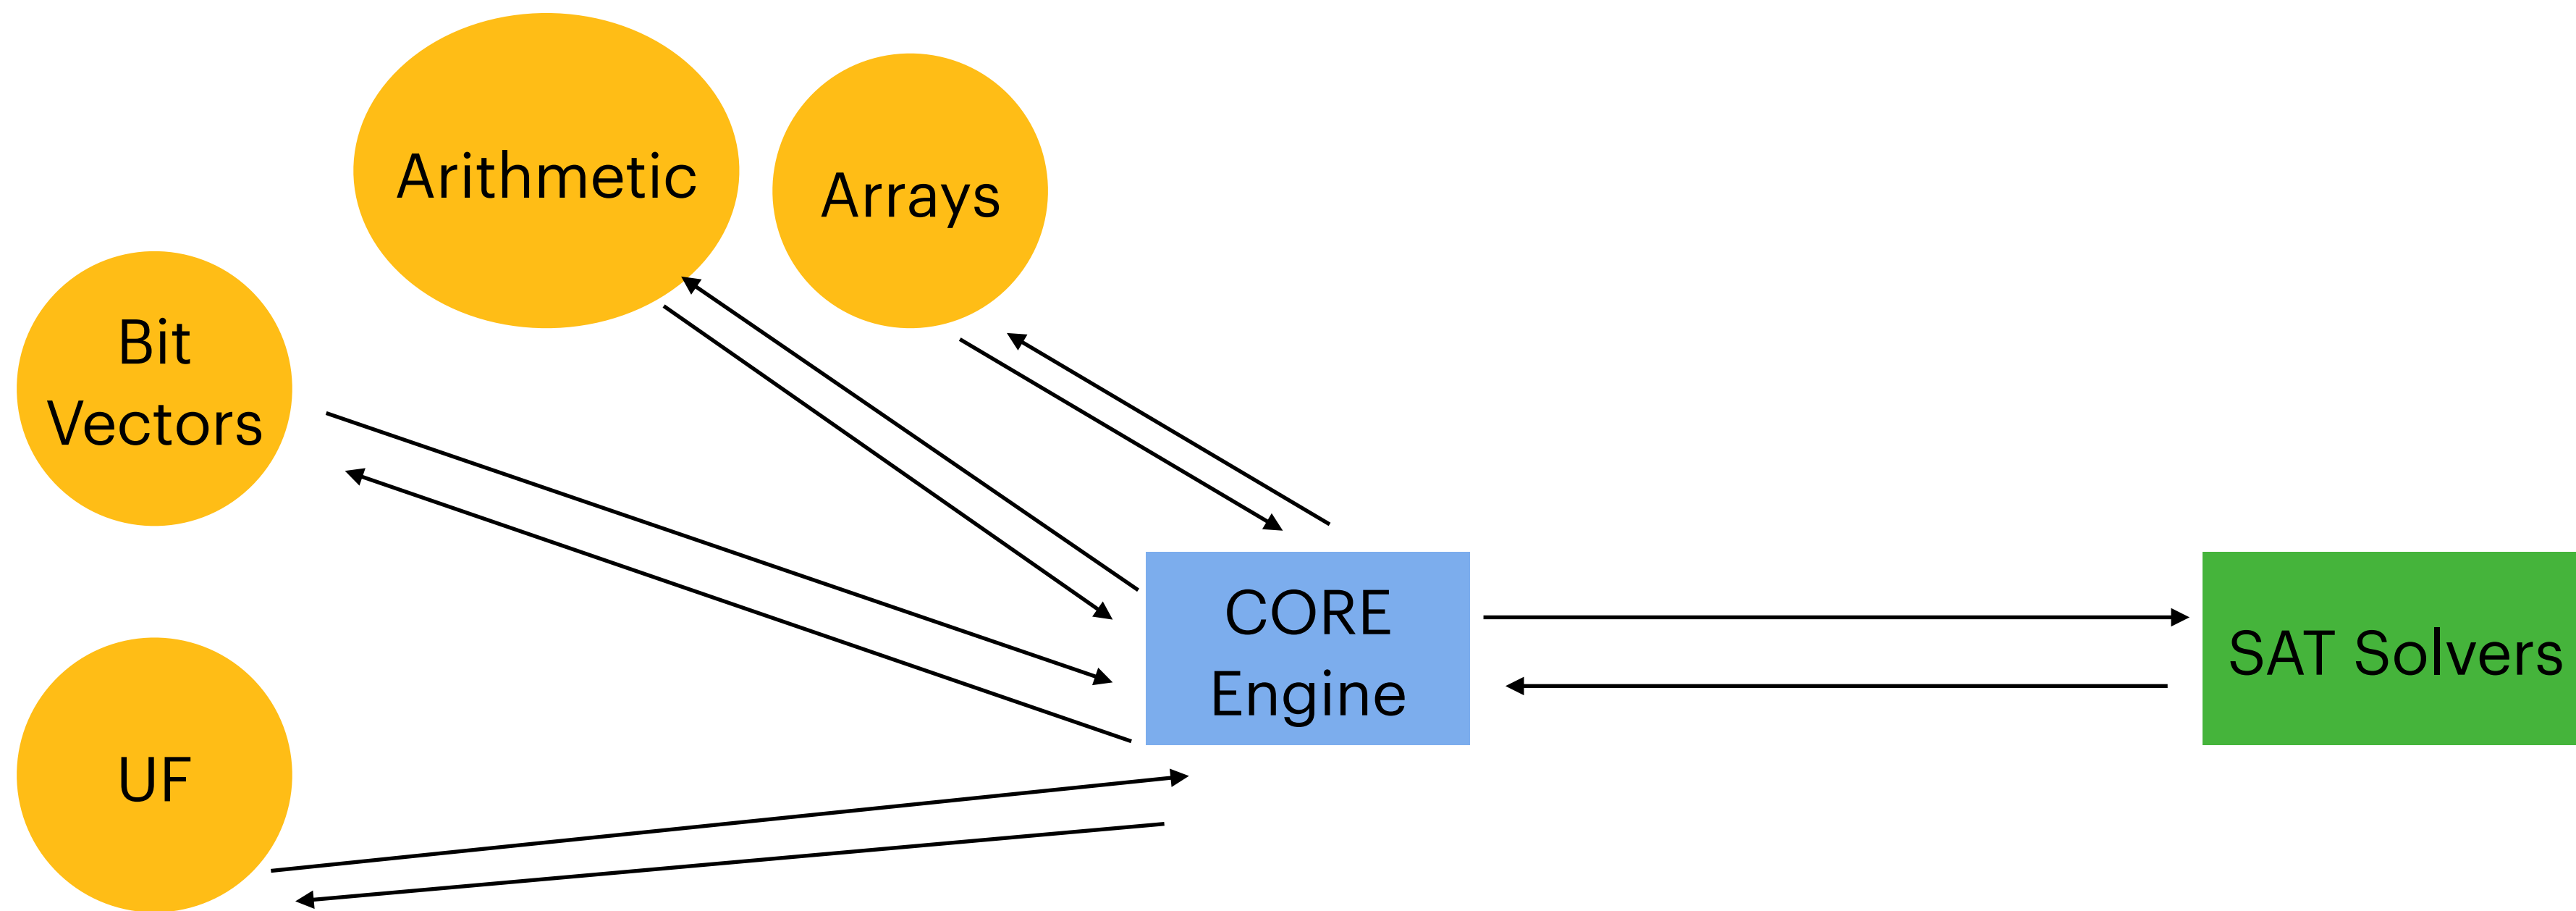 Arithmetic
Arrays
Bit
Vectors
CORE
Engine
SAT Solvers
UF